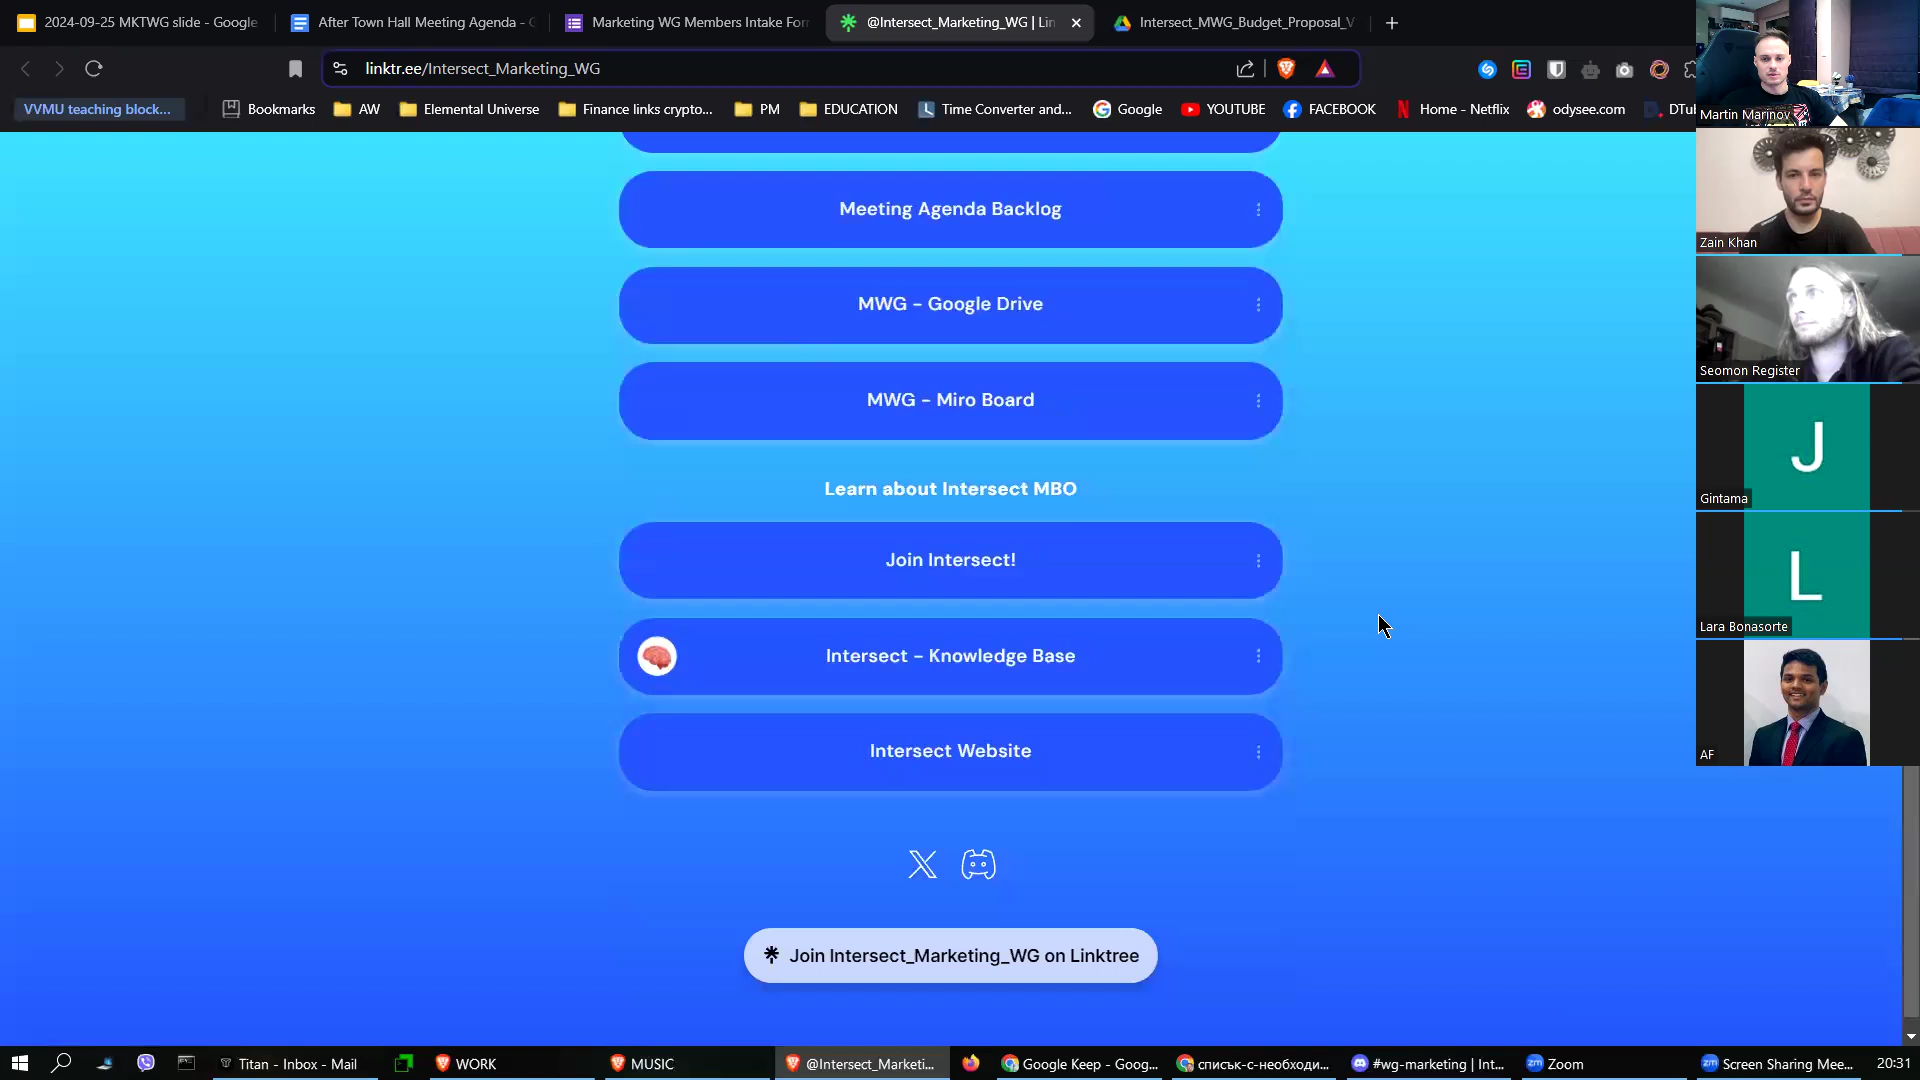 2024-09-25 MKTWG slide - Google
After Town Hall Meeting Agenda - G
Marketing WG Members Intake For
@Intersect_Marketing_WG | Lin
Intersect_MWG_Budget_Proposal_V
linktr.ee/Intersect_Marketing_WG
VVMU teaching block...
Bookmarks
AW
Elemental Universe
Finance links crypto...
PM
EDUCATION
Time Converter and...
Google
YOUTUBE
FACEBOOK
Home - Netflix
odysee.com
DTu
Martin Marinov
Zain Khan
Seomon Register
J
Gintama
L
Lara Bonasorte
AF
Meeting Agenda Backlog
MWG - Google Drive
MWG - Miro Board
Learn about Intersect MBO
Join Intersect!
Intersect - Knowledge Base
Intersect Website
Join Intersect_Marketing_WG on Linktree
Titan - Inbox - Mail
WORK
MUSIC
@Intersect_Marketi...
Google Keep - Goog...
списък-с-необходи...
#wg-marketing | Int...
zm Zoom
zm Screen Sharing Mee...
20:31